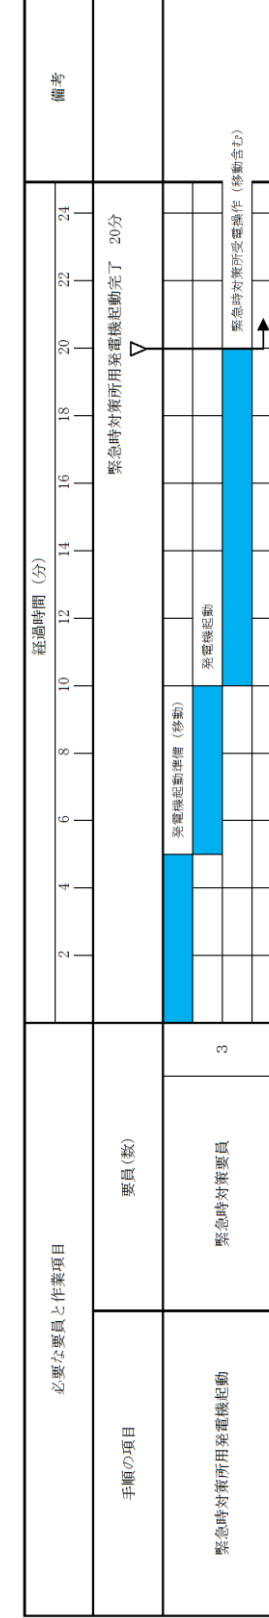 必要な要員と作業項目
経過時間（分）
備考
2 4 6 8 10 12 14 16 18 20 22 24
手順の項目
要員(数)
緊急時対策所用発電機起動完了 20分
緊急時対策所用発電機起動
緊急時対策要員
3
発電機起動準備（移動）
発電機起動
緊急時対策所受電操作（移動含む）